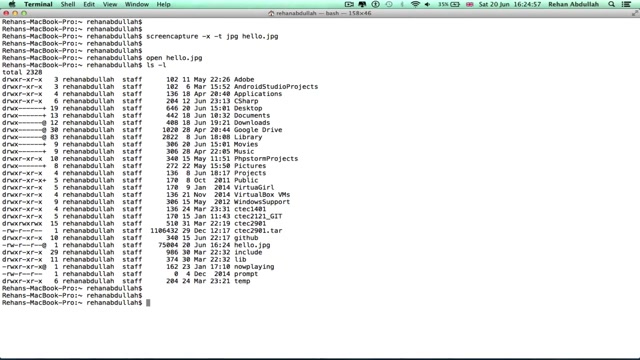 Terminal Shell Edit View Window Help 35% Sat 20 Jun 16:24:57 Rehan Abdullah
rehanabdullah — bash — 158×46
Rehans-MacBook-Pro:~ rehanabdullah$
Rehans-MacBook-Pro:~ rehanabdullah$ screencapture -x -t jpg hello.jpg
Rehans-MacBook-Pro:~ rehanabdullah$
Rehans-MacBook-Pro:~ rehanabdullah$ open hello.jpg
Rehans-MacBook-Pro:~ rehanabdullah$ ls -l
total 2328
drwxr-xr-x 3 rehanabdullah staff 102 11 May 22:26 Adobe
drwxr-xr-x 3 rehanabdullah staff 102 6 Mar 15:52 AndroidStudioProjects
drwxr-xr-x 4 rehanabdullah staff 136 18 Apr 20:40 Applications
drwxr-xr-x 6 rehanabdullah staff 204 12 Jun 23:13 CSharp
drwx------+ 19 rehanabdullah staff 646 20 Jun 15:01 Desktop
drwx------+ 13 rehanabdullah staff 442 18 Jun 10:32 Documents
drwx------+ 12 rehanabdullah staff 408 18 Jun 19:21 Downloads
drwx------@ 30 rehanabdullah staff 1020 28 Apr 20:44 Google Drive
drwx------@ 83 rehanabdullah staff 2822 8 Jun 18:08 Library
drwx------+ 9 rehanabdullah staff 306 20 Jun 15:01 Movies
drwx------+ 9 rehanabdullah staff 306 28 Apr 22:05 Music
drwxr-xr-x 10 rehanabdullah staff 340 15 May 11:51 PhpstormProjects
drwx------+ 8 rehanabdullah staff 272 22 May 15:50 Pictures
drwxr-xr-x 9 rehanabdullah staff 306 7 Jun 18:17 Projects
drwxr-xr-x+ 5 rehanabdullah staff 170 8 Oct 2011 Public
drwxr-xr-x 5 rehanabdullah staff 170 9 Jan 2014 VirtuaGirl
drwxr-xr-x 4 rehanabdullah staff 136 21 Nov 2014 VirtualBox VMs
drwxr-xr-x 9 rehanabdullah staff 306 15 May 2012 WindowsSupport
drwxr-xr-x 4 rehanabdullah staff 136 24 Mar 23:31 ctec1401
drwxr-xr-x 5 rehanabdullah staff 170 15 Jan 11:43 ctec2121_GIT
drwxrwxrwx 15 rehanabdullah staff 510 31 Mar 22:19 ctec2901
-rw-r--r-- 1 rehanabdullah staff 1106432 29 Dec 12:17 ctec2901.tar
drwxr-xr-x 10 rehanabdullah staff 340 15 Jun 22:17 github
-rw-r--r--@ 1 rehanabdullah staff 75004 20 Jun 16:24 hello.jpg
drwxr-xr-x 29 rehanabdullah staff 986 30 Mar 22:32 include
drwxr-xr-x 11 rehanabdullah staff 374 30 Mar 22:32 lib
-rwxr-xr-x@ 1 rehanabdullah staff 162 23 Jan 17:10 nowplaying
-rw-r--r-- 1 rehanabdullah staff 0 4 Dec 2014 prompt
drwxr-xr-x 6 rehanabdullah staff 204 24 Mar 23:21 temp
Rehans-MacBook-Pro:~ rehanabdullah$
Rehans-MacBook-Pro:~ rehanabdullah$
Rehans-MacBook-Pro:~ rehanabdullah$